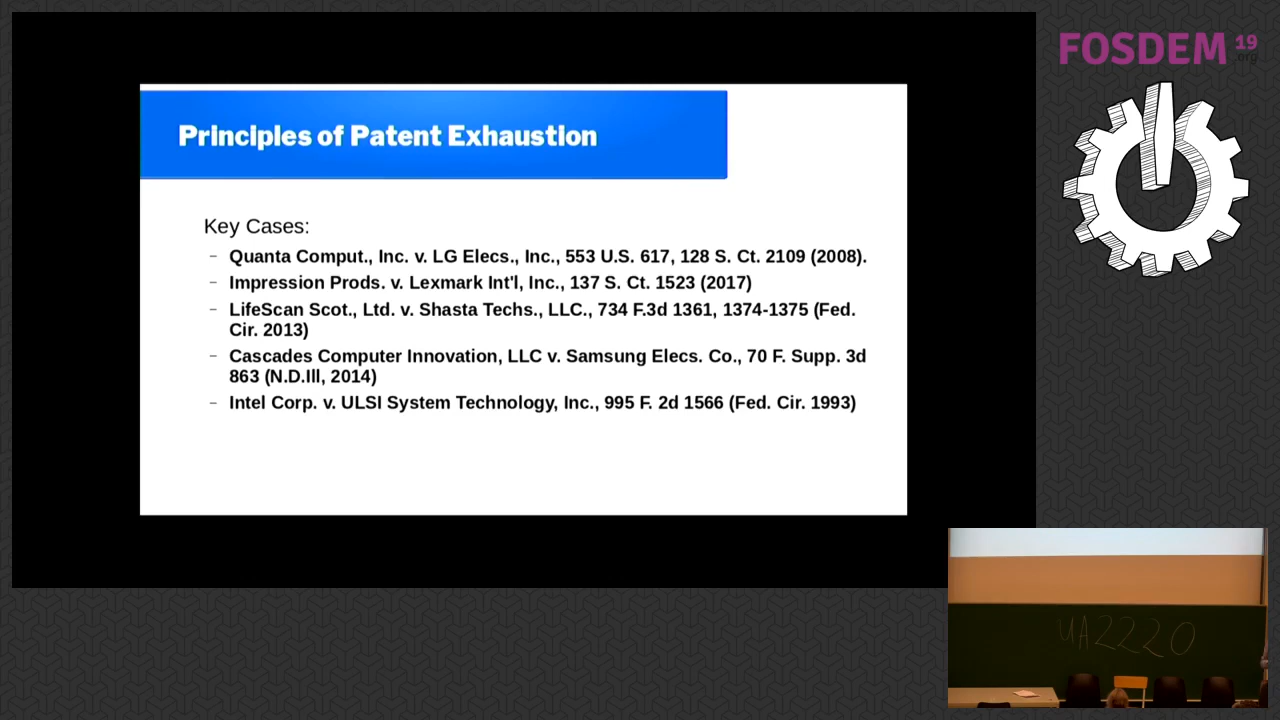 FOSDEM 19
.org
Principles of Patent Exhaustion
Key Cases:
– Quanta Comput., Inc. v. LG Elecs., Inc., 553 U.S. 617, 128 S. Ct. 2109 (2008).
– Impression Prods. v. Lexmark Int'l, Inc., 137 S. Ct. 1523 (2017)
– LifeScan Scot., Ltd. v. Shasta Techs., LLC., 734 F.3d 1361, 1374-1375 (Fed.
Cir. 2013)
– Cascades Computer Innovation, LLC v. Samsung Elecs. Co., 70 F. Supp. 3d
863 (N.D.Ill, 2014)
– Intel Corp. v. ULSI System Technology, Inc., 995 F. 2d 1566 (Fed. Cir. 1993)
UA2220